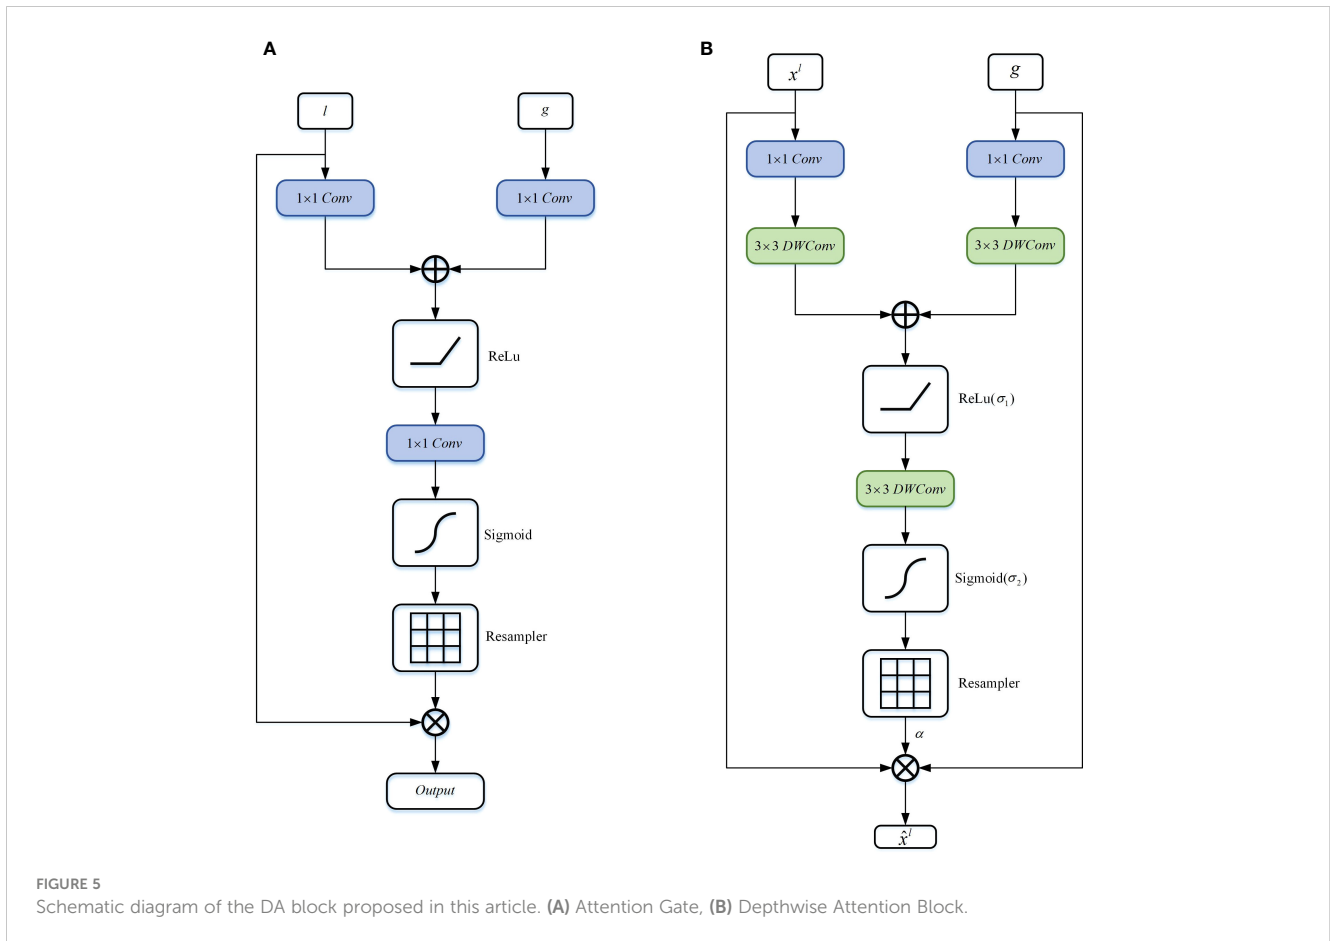 A
l
g
1×1 Conv
1×1 Conv
ReLu
1×1 Conv
Sigmoid
Resampler
Output
B
x^l
g
1×1 Conv
1×1 Conv
3×3 DWConv
3×3 DWConv
ReLu(σ₁)
3×3 DWConv
Sigmoid(σ₂)
Resampler
α
x̂^l
FIGURE 5
Schematic diagram of the DA block proposed in this article. (A) Attention Gate, (B) Depthwise Attention Block.